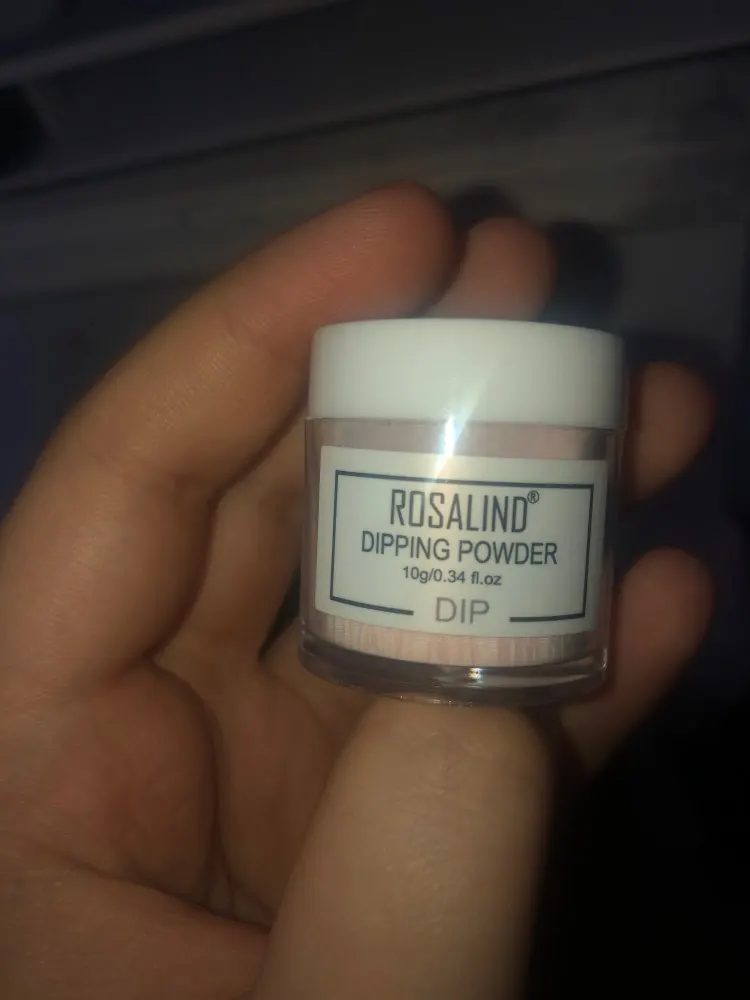 ROSALIND®
DIPPING POWDER
10g/0.34 fl.oz
DIP